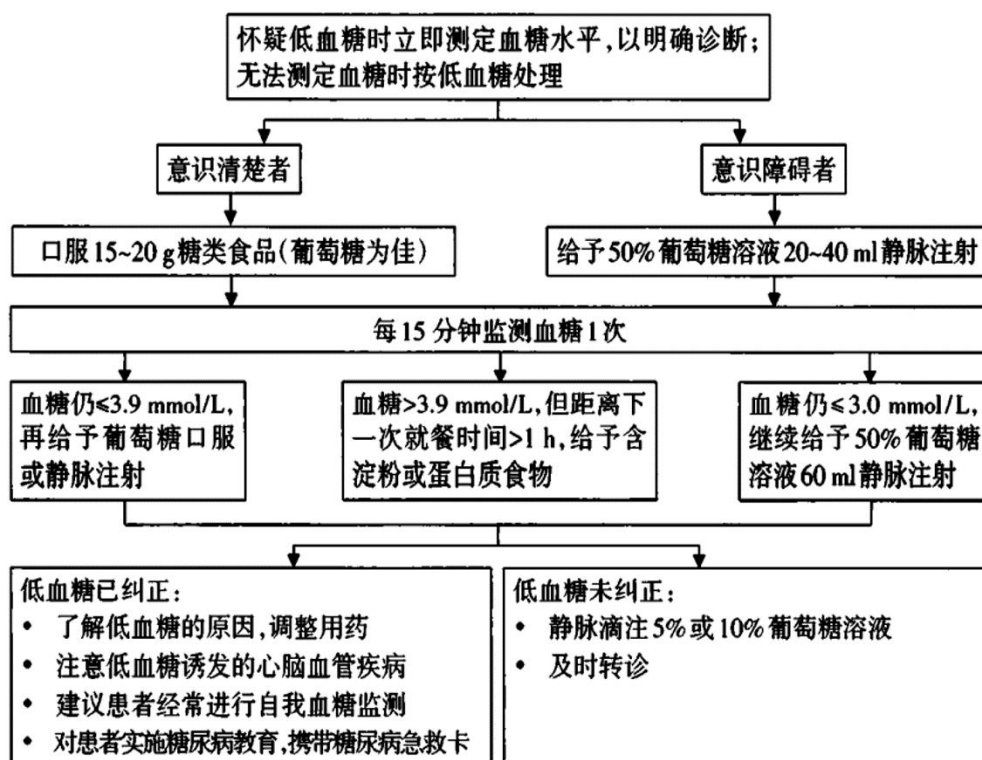 怀疑低血糖时立即测定血糖水平,以明确诊断;
无法测定血糖时按低血糖处理
意识清楚者
意识障碍者
口服15~20 g糖类食品(葡萄糖为佳)
给予50%葡萄糖溶液20~40 ml静脉注射
每15分钟监测血糖1次
血糖仍≤3.9 mmol/L,
再给予葡萄糖口服
或静脉注射
血糖>3.9 mmol/L,但距离下
一次就餐时间>1 h,给予含
淀粉或蛋白质食物
血糖仍≤3.0 mmol/L,
继续给予50%葡萄糖
溶液60 ml静脉注射
低血糖已纠正:
• 了解低血糖的原因,调整用药
• 注意低血糖诱发的心脑血管疾病
• 建议患者经常进行自我血糖监测
• 对患者实施糖尿病教育,携带糖尿病急救卡
低血糖未纠正:
• 静脉滴注5%或10%葡萄糖溶液
• 及时转诊